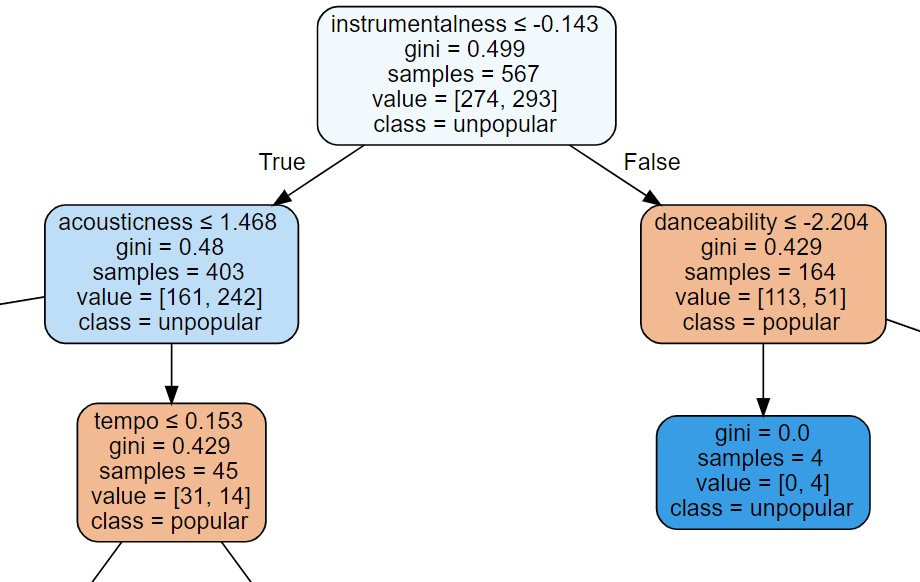 instrumentalness ≤ -0.143
gini = 0.499
samples = 567
value = [274, 293]
class = unpopular
True
False
acousticness ≤ 1.468
gini = 0.48
samples = 403
value = [161, 242]
class = unpopular
danceability ≤ -2.204
gini = 0.429
samples = 164
value = [113, 51]
class = popular
tempo ≤ 0.153
gini = 0.429
samples = 45
value = [31, 14]
class = popular
gini = 0.0
samples = 4
value = [0, 4]
class = unpopular